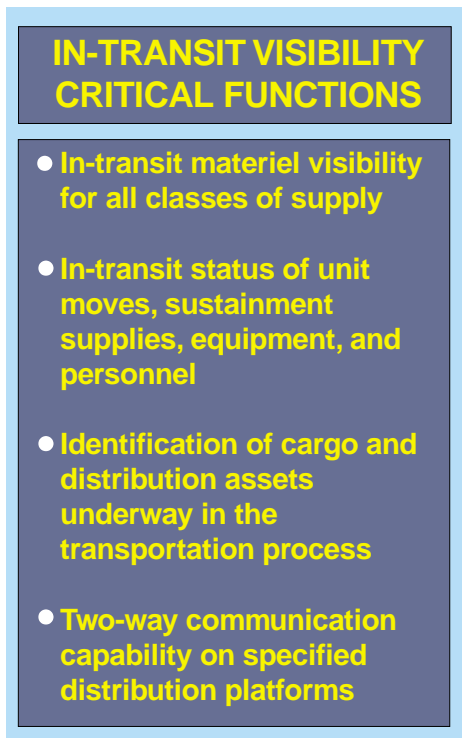 IN-TRANSIT VISIBILITY
CRITICAL FUNCTIONS
● In-transit materiel visibility
for all classes of supply
● In-transit status of unit
moves, sustainment
supplies, equipment, and
personnel
● Identification of cargo and
distribution assets
underway in the
transportation process
● Two-way communication
capability on specified
distribution platforms